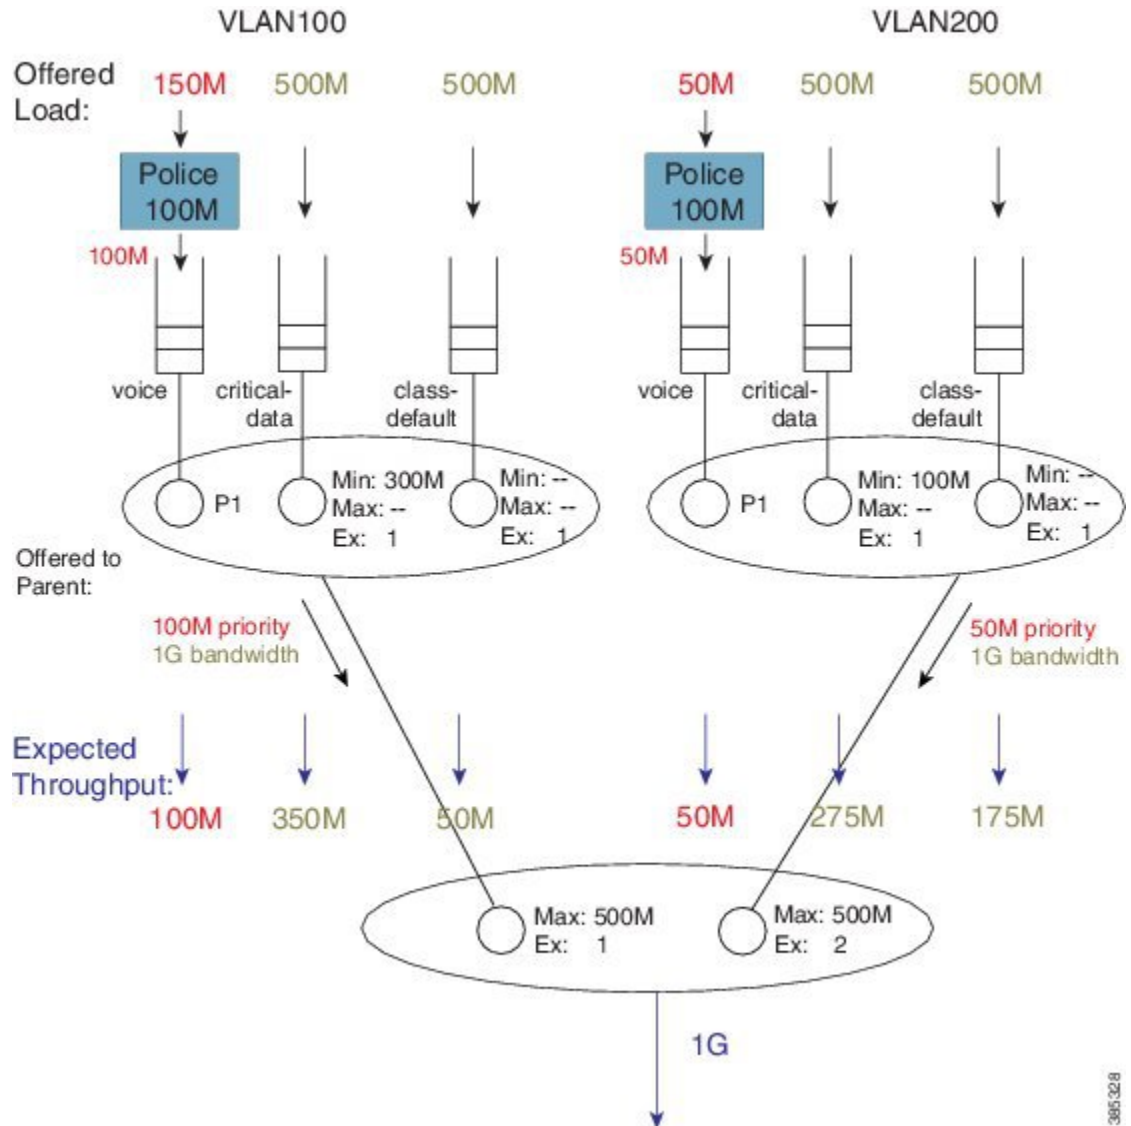 VLAN100 VLAN200
Offered Load: 150M 500M 500M 50M 500M 500M
Police 100M Police 100M
100M 50M
voice critical-data class-default voice critical-data class-default
P1
Min: 300M
Max: --
Ex: 1
Min: --
Max: --
Ex: 1
P1
Min: 100M
Max: --
Ex: 1
Min: --
Max: --
Ex: 1
Offered to
Parent:
100M priority
1G bandwidth
50M priority
1G bandwidth
Expected
Throughput:
100M 350M 50M 50M 275M 175M
Max: 500M
Ex: 1
Max: 500M
Ex: 2
1G
385328